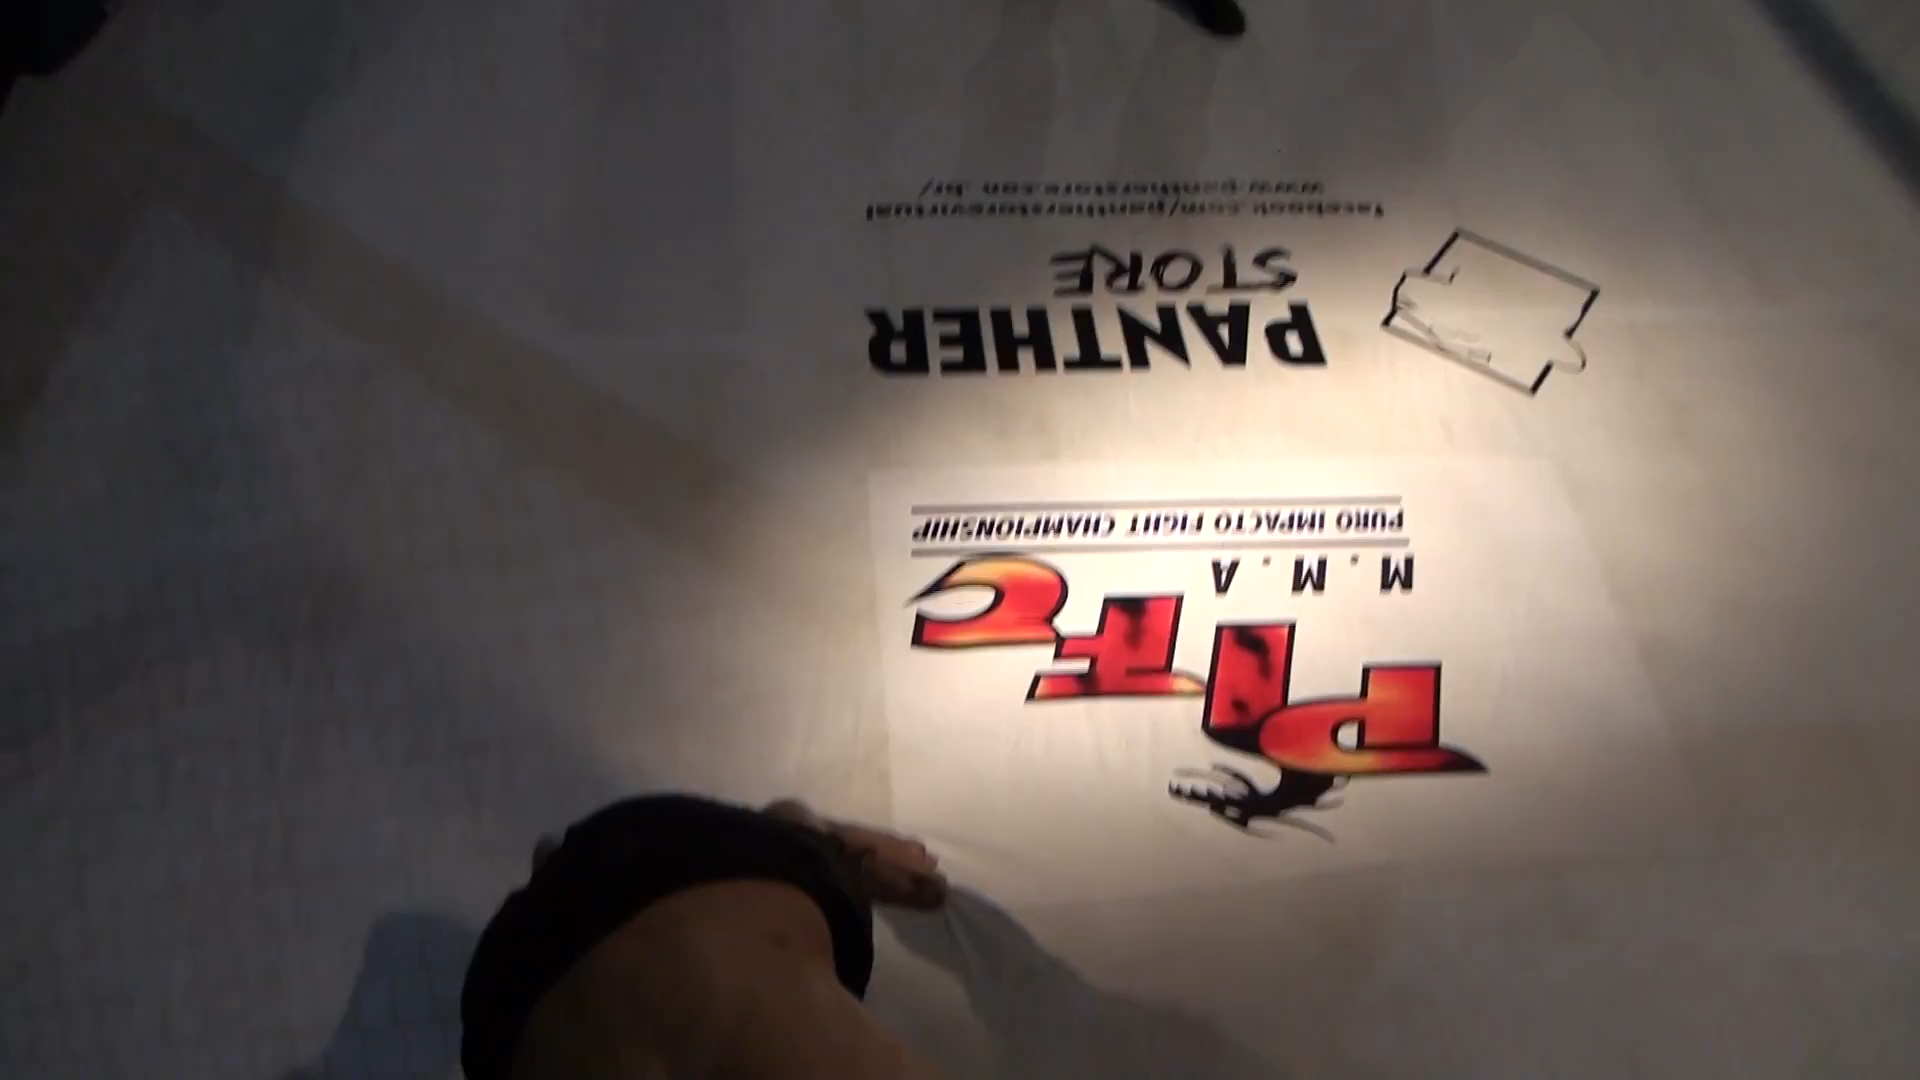 PIFC
M.M.A
PURO IMPACTO FIGHT CHAMPIONSHIP
PANTHER
STORE
facebook.com/pantherstorevirtual
www.pantherstore.com.br/